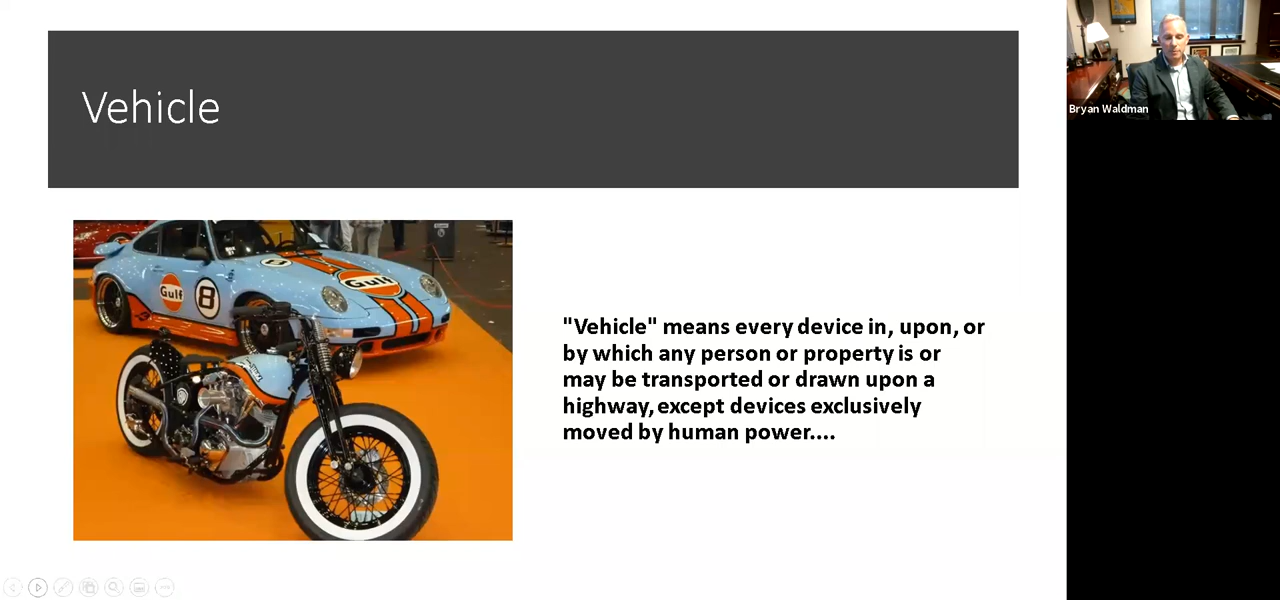 Vehicle
Bryan Waldman
"Vehicle" means every device in, upon, or
by which any person or property is or
may be transported or drawn upon a
highway, except devices exclusively
moved by human power....
Gulf
8
Gulf